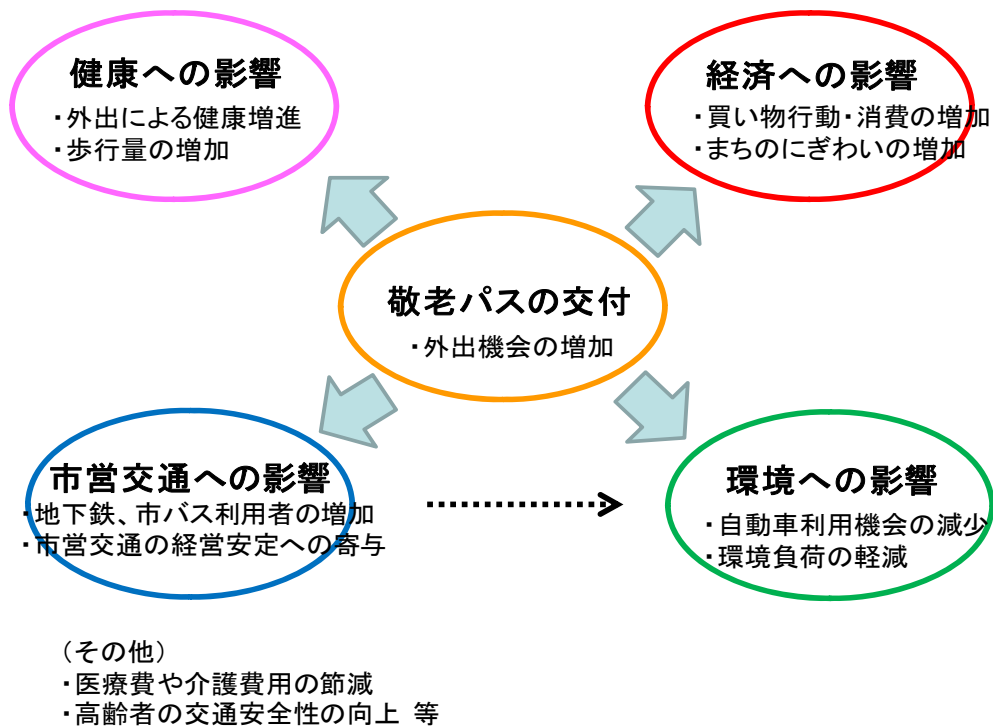 健康への影響
・外出による健康増進
・歩行量の増加
経済への影響
・買い物行動・消費の増加
・まちのにぎわいの増加
敬老パスの交付
・外出機会の増加
市営交通への影響
・地下鉄、市バス利用者の増加
・市営交通の経営安定への寄与
環境への影響
・自動車利用機会の減少
・環境負荷の軽減
（その他）
・医療費や介護費用の節減
・高齢者の交通安全性の向上 等